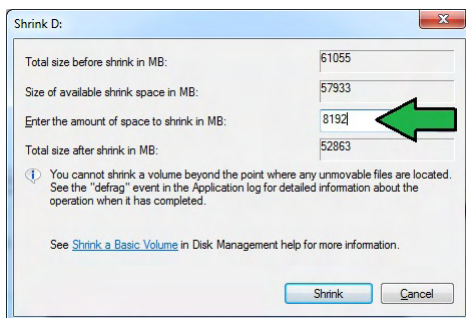 Shrink D:
Total size before shrink in MB: 61055
Size of available shrink space in MB: 57933
Enter the amount of space to shrink in MB: 8192
Total size after shrink in MB: 52863
You cannot shrink a volume beyond the point where any unmovable files are located.
See the "defrag" event in the Application log for detailed information about the
operation when it has completed.
See Shrink a Basic Volume in Disk Management help for more information.
Shrink Cancel